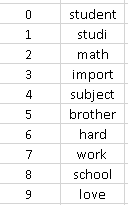 0 student
1 studi
2 math
3 import
4 subject
5 brother
6 hard
7 work
8 school
9 love